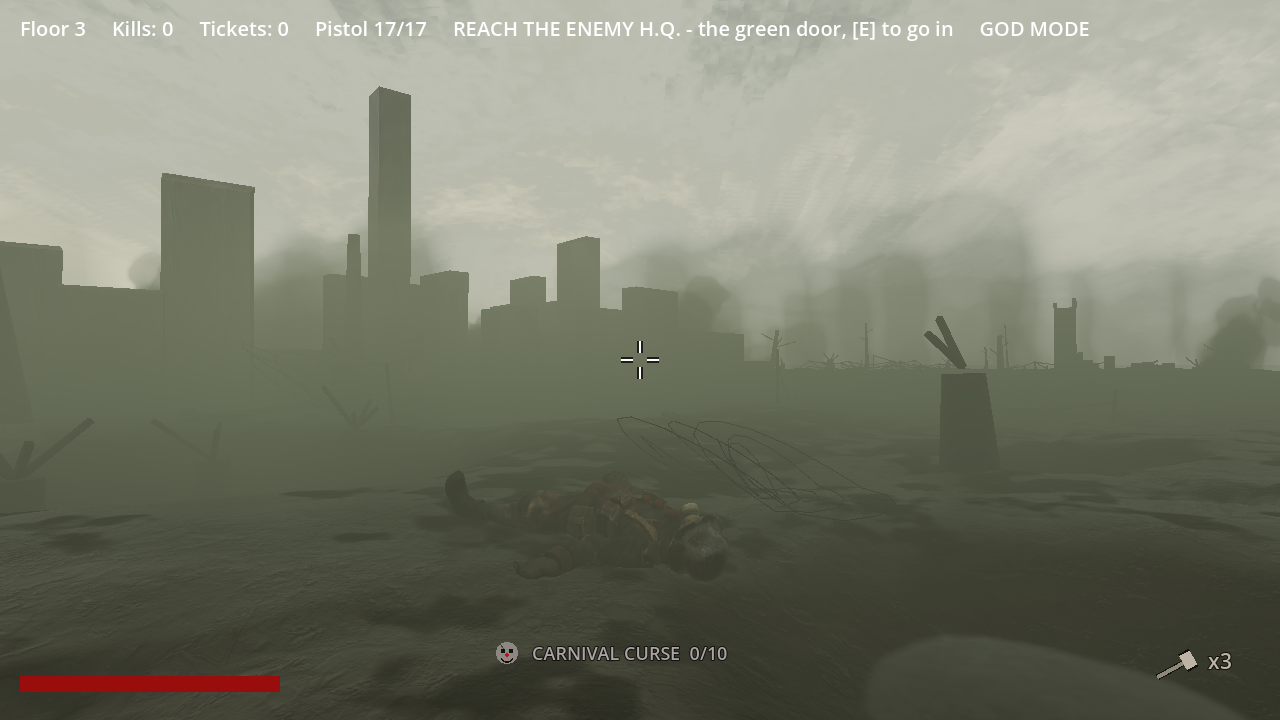 Floor 3 Kills: 0 Tickets: 0 Pistol 17/17 REACH THE ENEMY H.Q. - the green door, [E] to go in GOD MODE
CARNIVAL CURSE 0/10
x3